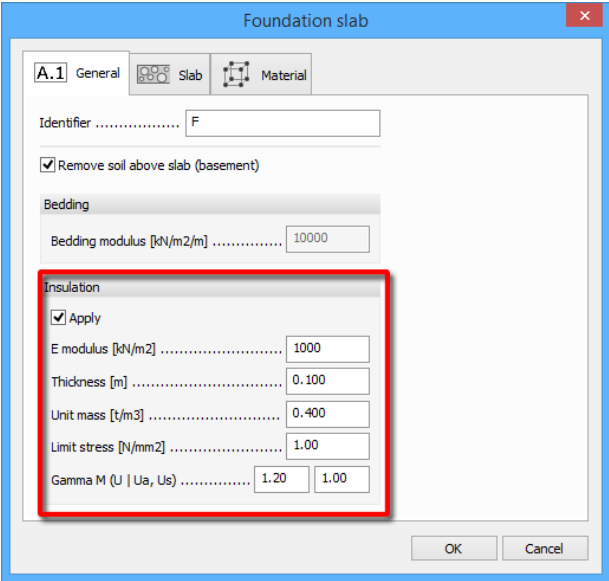 Foundation slab
A.1 General Slab Material
Identifier .................. F
Remove soil above slab (basement)
Bedding
Bedding modulus [kN/m2/m] ............... 10000
Insulation
Apply
E modulus [kN/m2] .......................... 1000
Thickness [m] ................................ 0.100
Unit mass [t/m3] ............................ 0.400
Limit stress [N/mm2] ........................ 1.00
Gamma M (U | Ua, Us) ............... 1.20 1.00
OK Cancel